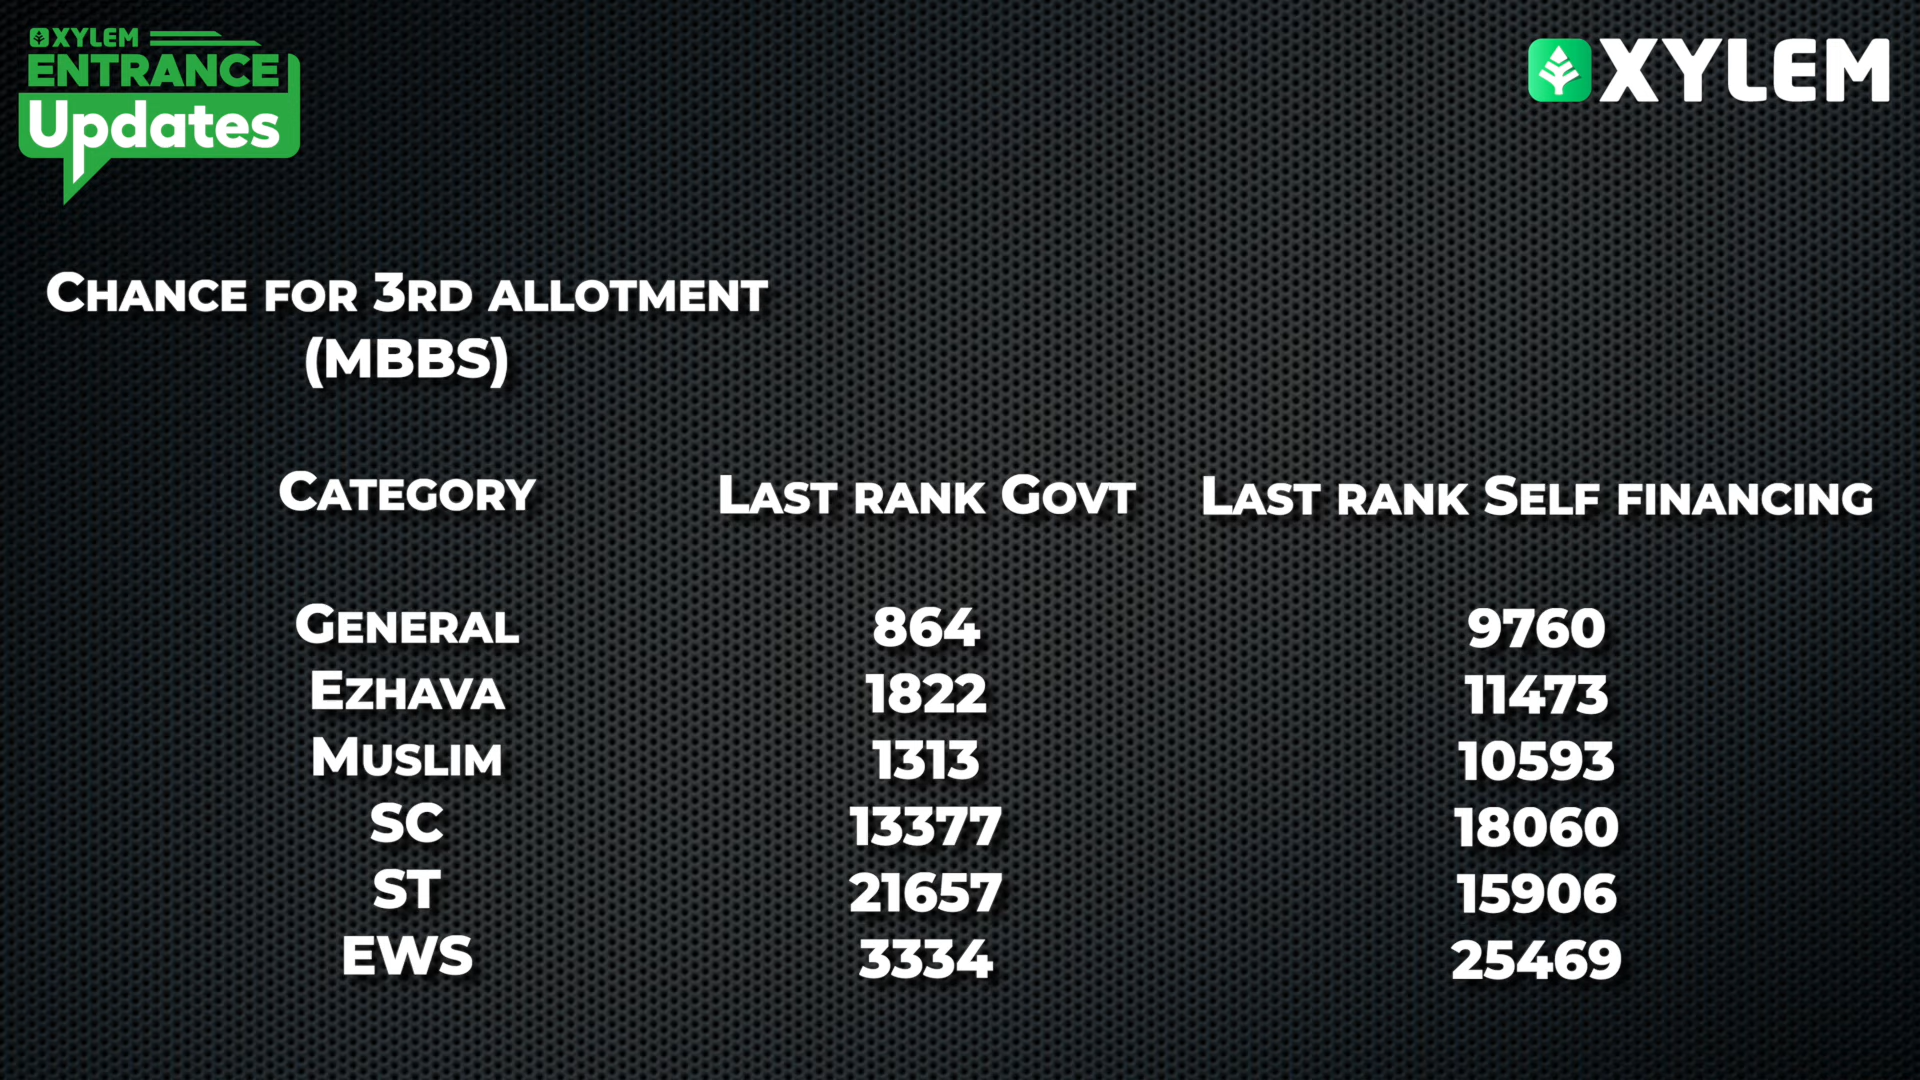 XYLEM
ENTRANCE
Updates
XYLEM
CHANCE FOR 3RD ALLOTMENT
(MBBS)
CATEGORY LAST RANK GOVT LAST RANK SELF FINANCING
GENERAL 864 9760
EZHAVA 1822 11473
MUSLIM 1313 10593
SC 13377 18060
ST 21657 15906
EWS 3334 25469